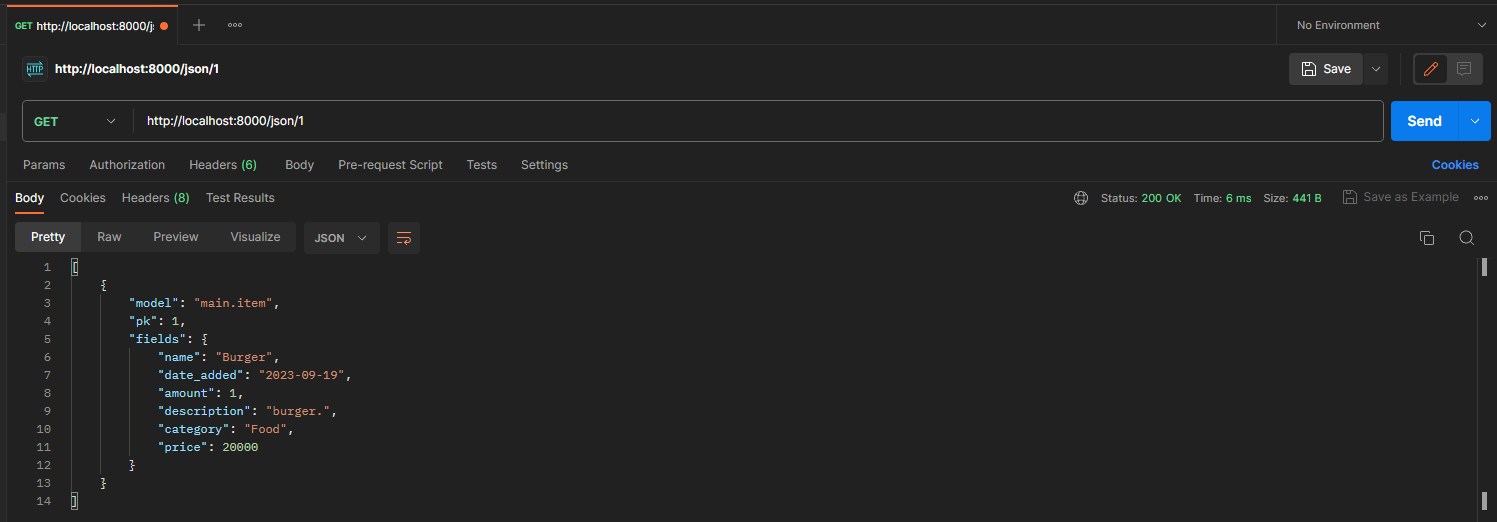 GET http://localhost:8000/js
No Environment
HTTP http://localhost:8000/json/1
Save
GET http://localhost:8000/json/1
Send
Params Authorization Headers (6) Body Pre-request Script Tests Settings Cookies
Body Cookies Headers (8) Test Results Status: 200 OK Time: 6 ms Size: 441 B Save as Example
Pretty Raw Preview Visualize JSON
1 [
2 {
3 "model": "main.item",
4 "pk": 1,
5 "fields": {
6 "name": "Burger",
7 "date_added": "2023-09-19",
8 "amount": 1,
9 "description": "burger.",
10 "category": "Food",
11 "price": 20000
12 }
13 }
14 ]